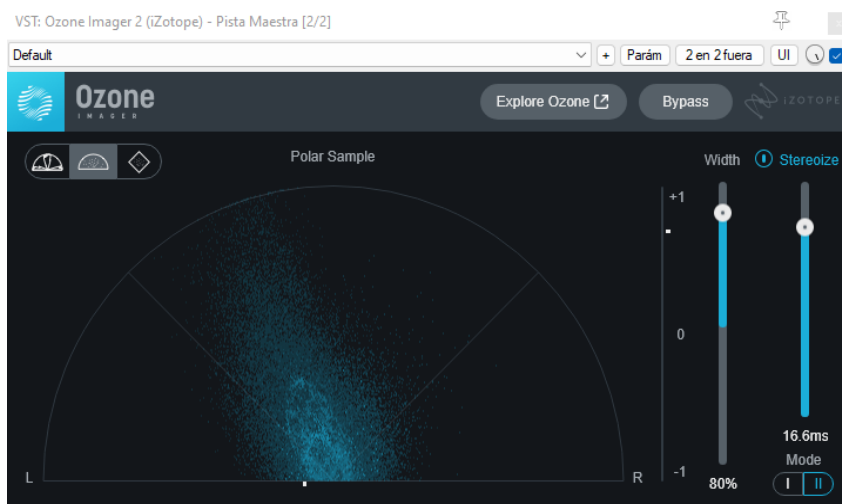 VST: Ozone Imager 2 (iZotope) - Pista Maestra [2/2]
Default + Parám 2 en 2 fuera UI
Ozone
IMAGER
Explore Ozone
Bypass
iZOTOPE
Polar Sample
Width
Stereoize
+1
0
-1
L
R
80%
16.6ms
Mode
I II